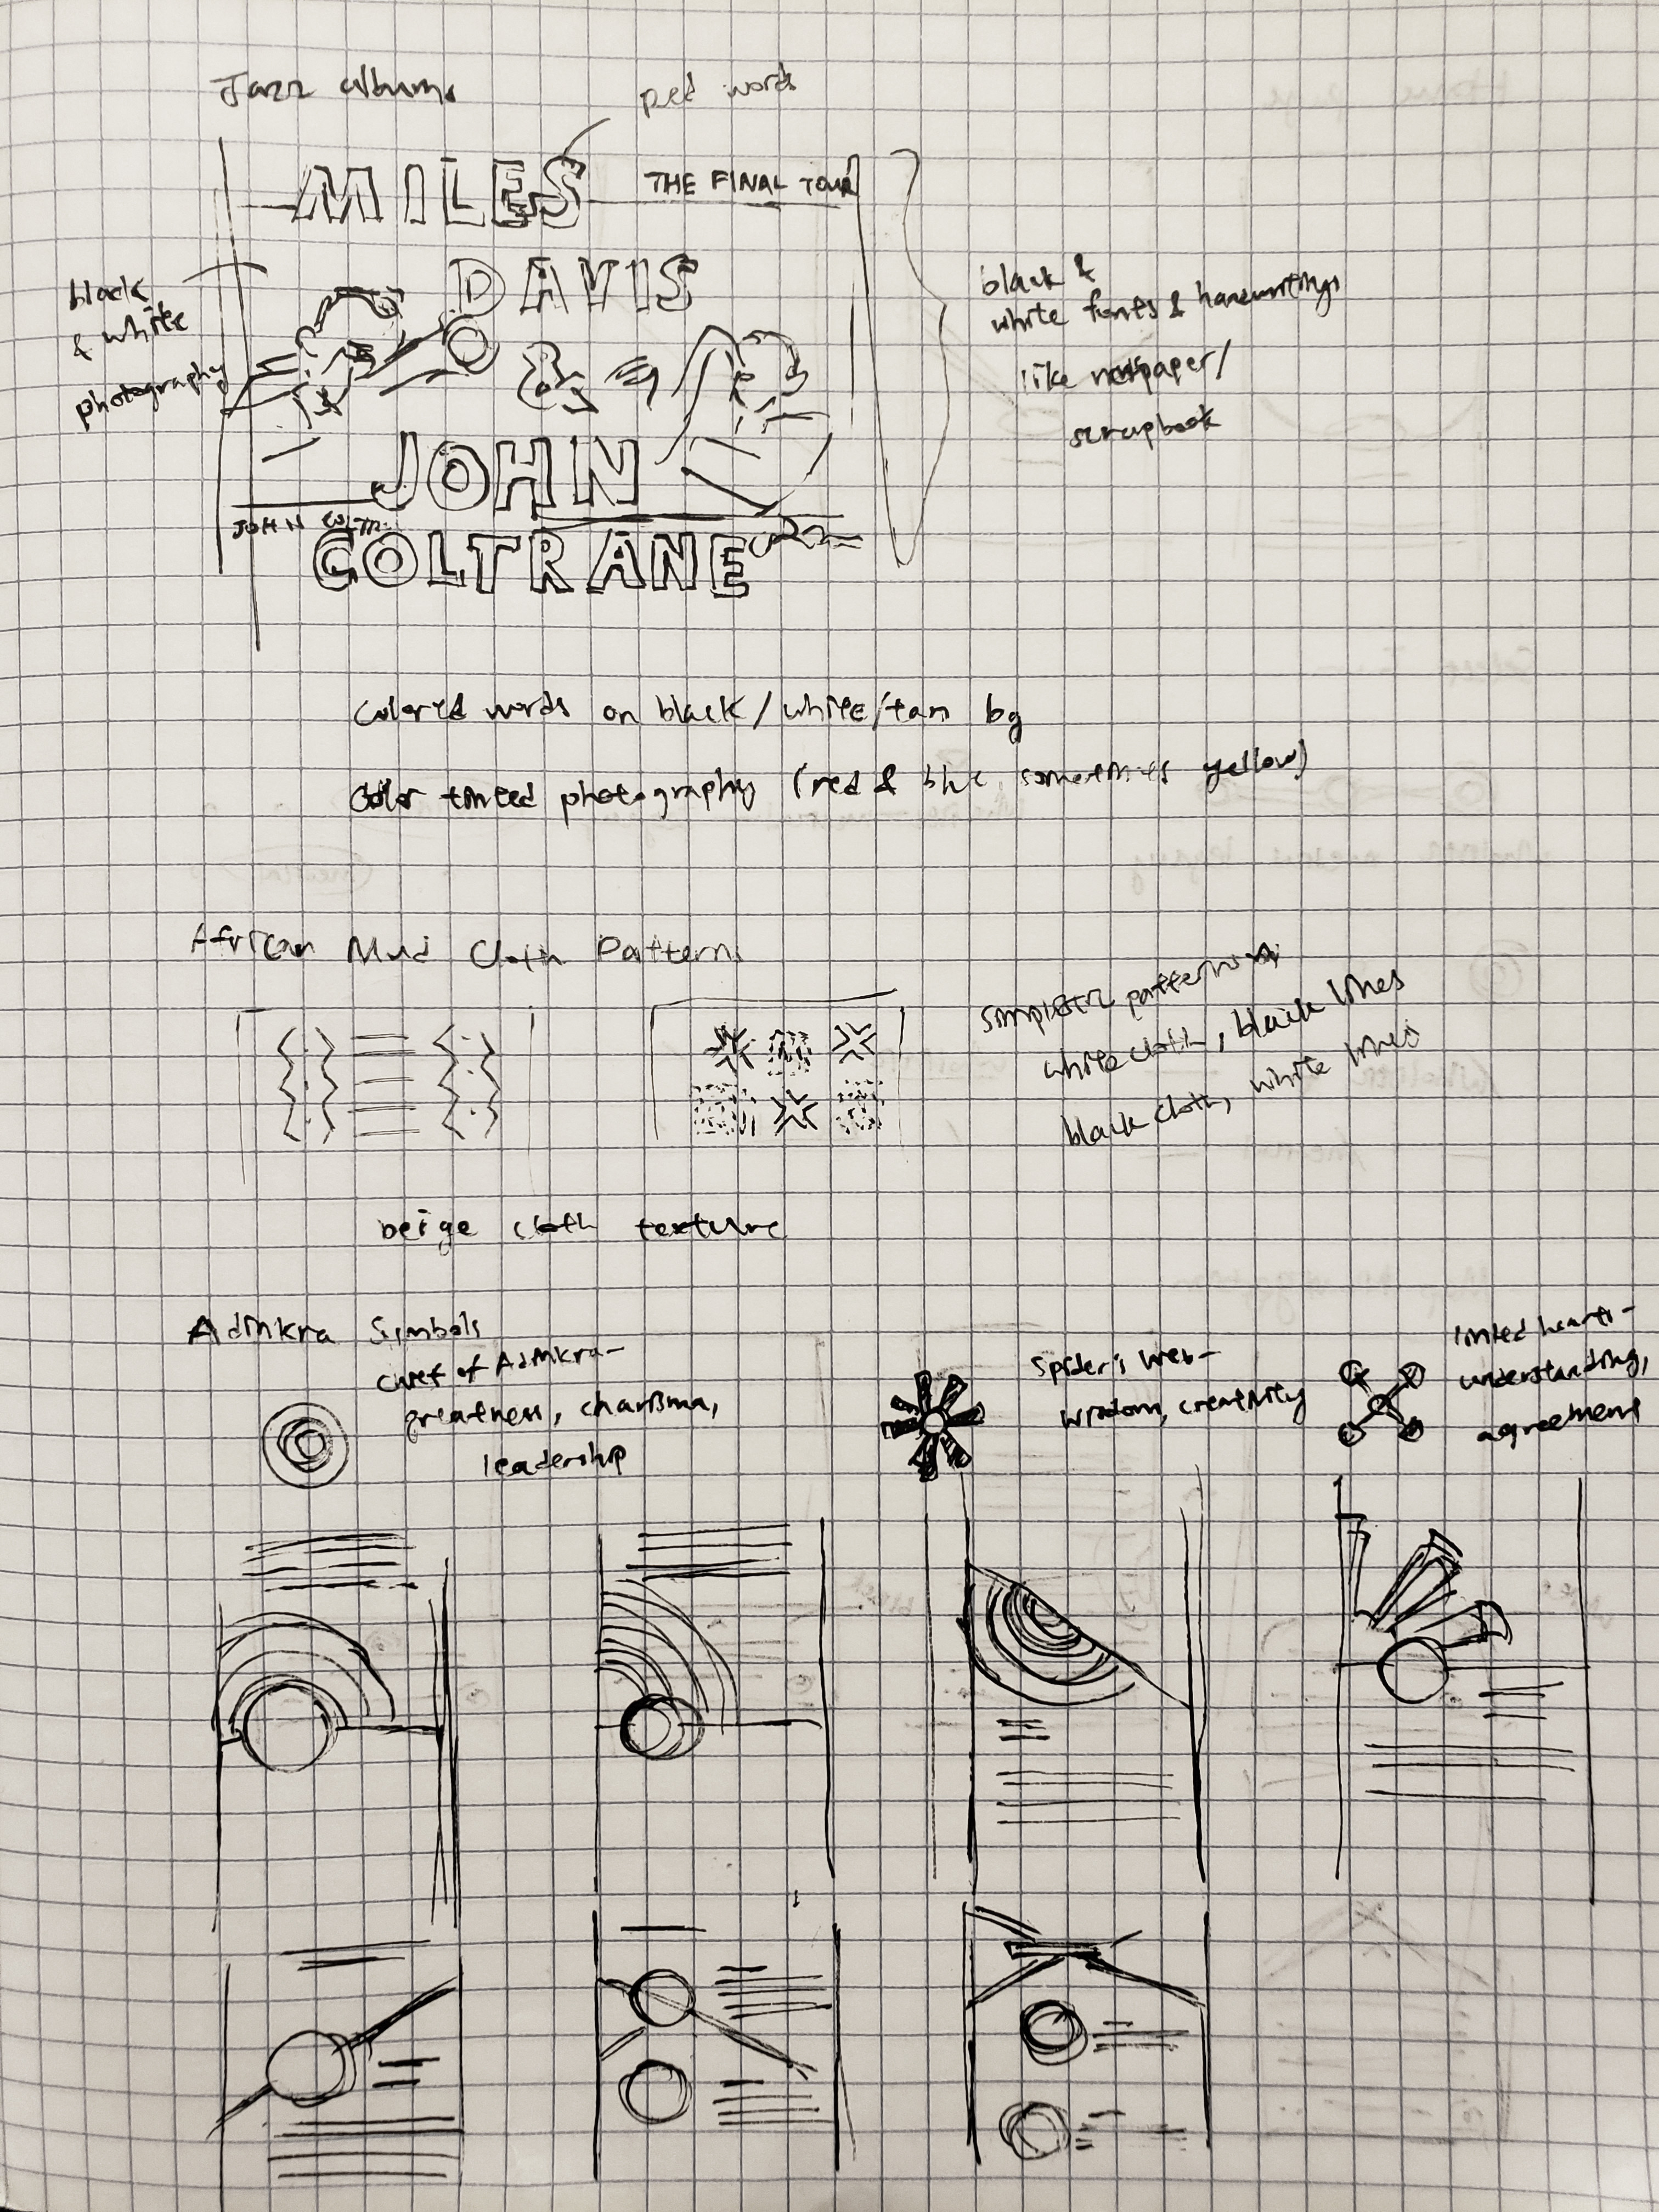 Jazz albums
red words
MILES
THE FINAL TOUR
DAVIS
&
JOHN
JOHN COLTR.
COLTRANE
black
& white
photography
black &
white fonts & handwritings
like newspaper/
scrapbook
colored words on black/white/tan bg
color tinted photography (red & blue sometimes yellow)
African Mud Cloth Patterns
simplistic patterns
white cloth, black lines
black cloth, white lines
beige cloth texture
Adinkra Symbols
chief of Adinkra-
greatness, charisma,
leadership
spider's web-
wisdom, creativity
linked hearts-
understanding,
agreement